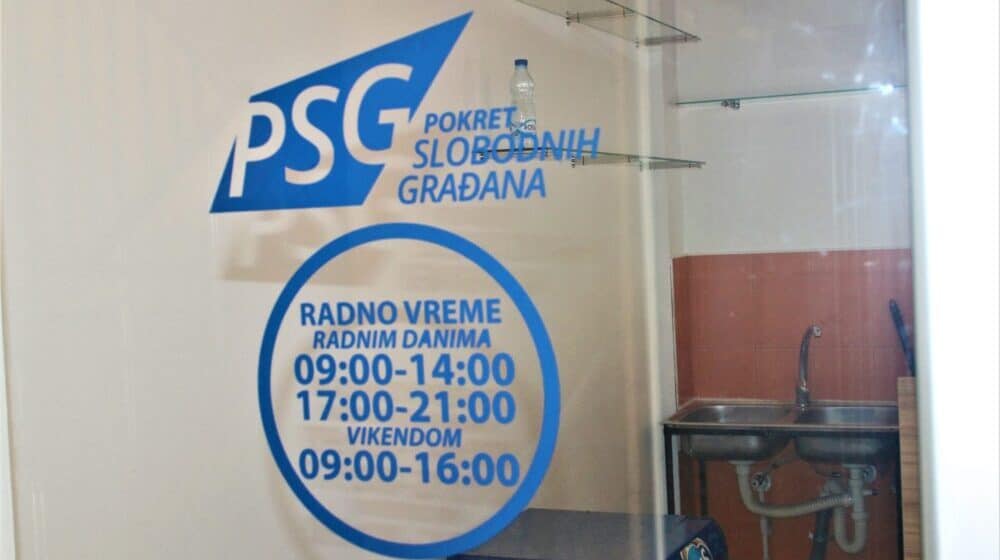 PSG
POKRET
SLOBODNIH
GRAĐANA
RADNO VREME
RADNIM DANIMA
09:00-14:00
17:00-21:00
VIKENDOM
09:00-16:00